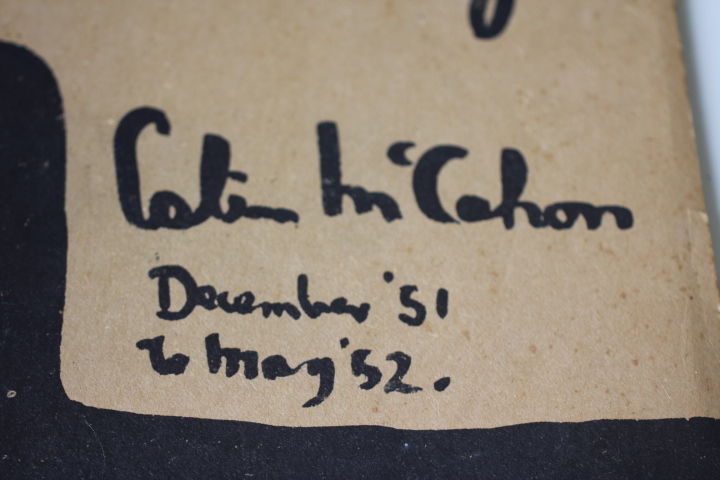 Colin McCahon
December '51
to May '52.